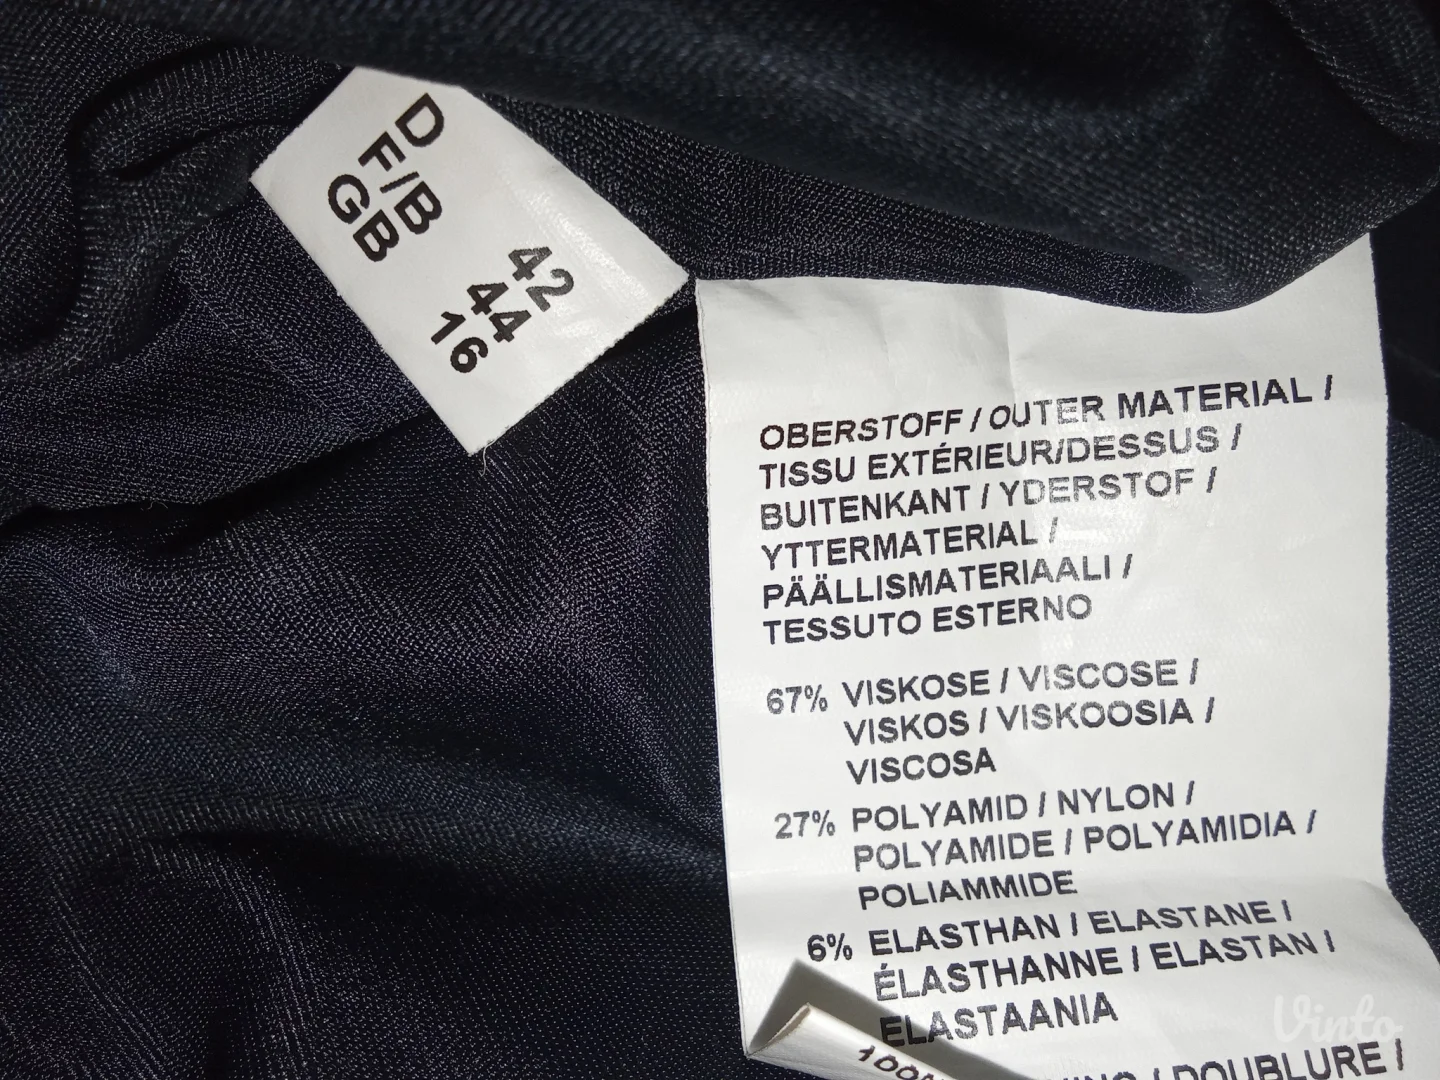 D 42
F/B 44
GB 16
OBERSTOFF / OUTER MATERIAL /
TISSU EXTÉRIEUR/DESSUS /
BUITENKANT / YDERSTOF /
YTTERMATERIAL /
PÄÄLLISMATERIAALI /
TESSUTO ESTERNO
67% VISKOSE / VISCOSE /
VISKOS / VISKOOSIA /
VISCOSA
27% POLYAMID / NYLON /
POLYAMIDE / POLYAMIDIA /
POLIAMMIDE
6% ELASTHAN / ELASTANE /
ÉLASTHANNE / ELASTAN /
ELASTAANIA
/ DOUBLURE /
Vinto